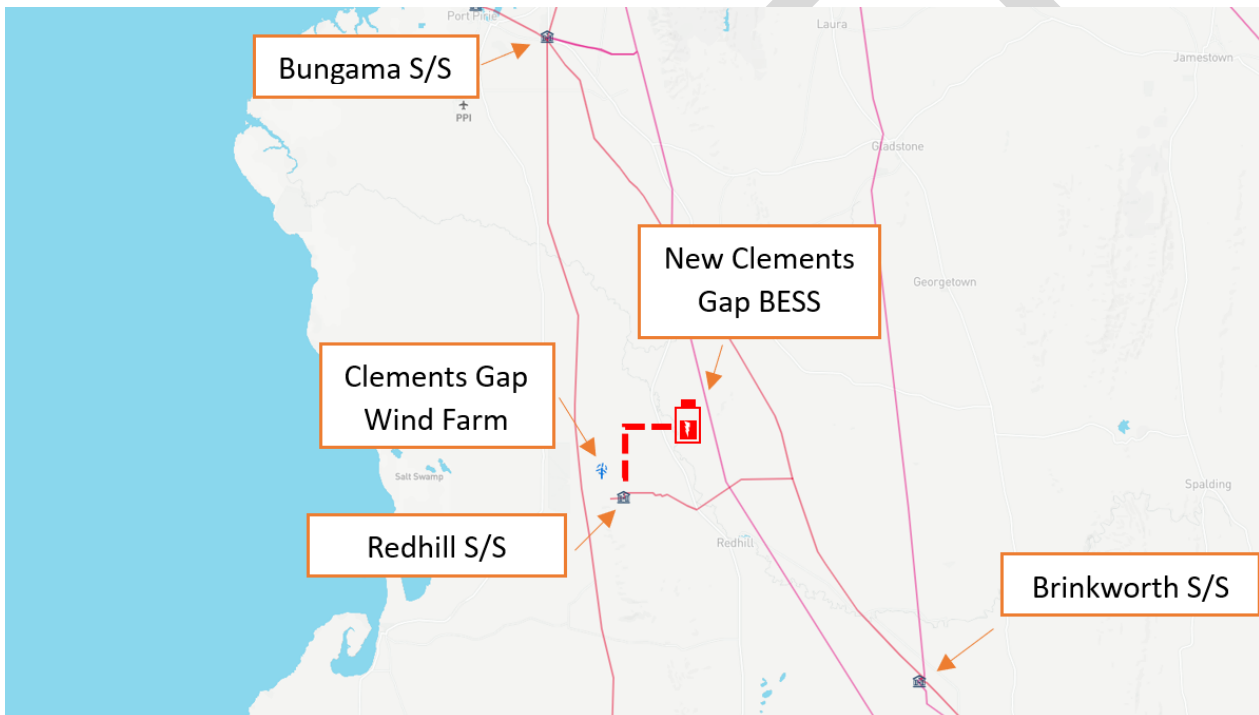 Port Pirie
Laura
Jamestown
Bungama S/S
PPI
Gladstone
New Clements
Gap BESS
Georgetown
Clements Gap
Wind Farm
Salt Swamp
Spalding
Redhill S/S
Redhill
Brinkworth S/S